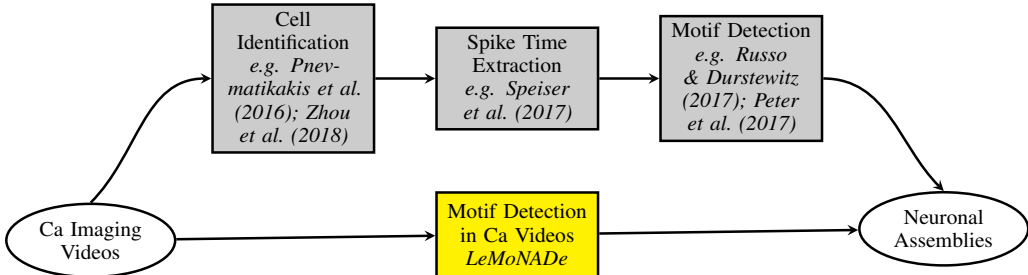 Cell
Identification
e.g. Pnev-
matikakis et al.
(2016); Zhou
et al. (2018)
Spike Time
Extraction
e.g. Speiser
et al. (2017)
Motif Detection
e.g. Russo
& Durstewitz
(2017); Peter
et al. (2017)
Ca Imaging
Videos
Motif Detection
in Ca Videos
LeMoNADe
Neuronal
Assemblies